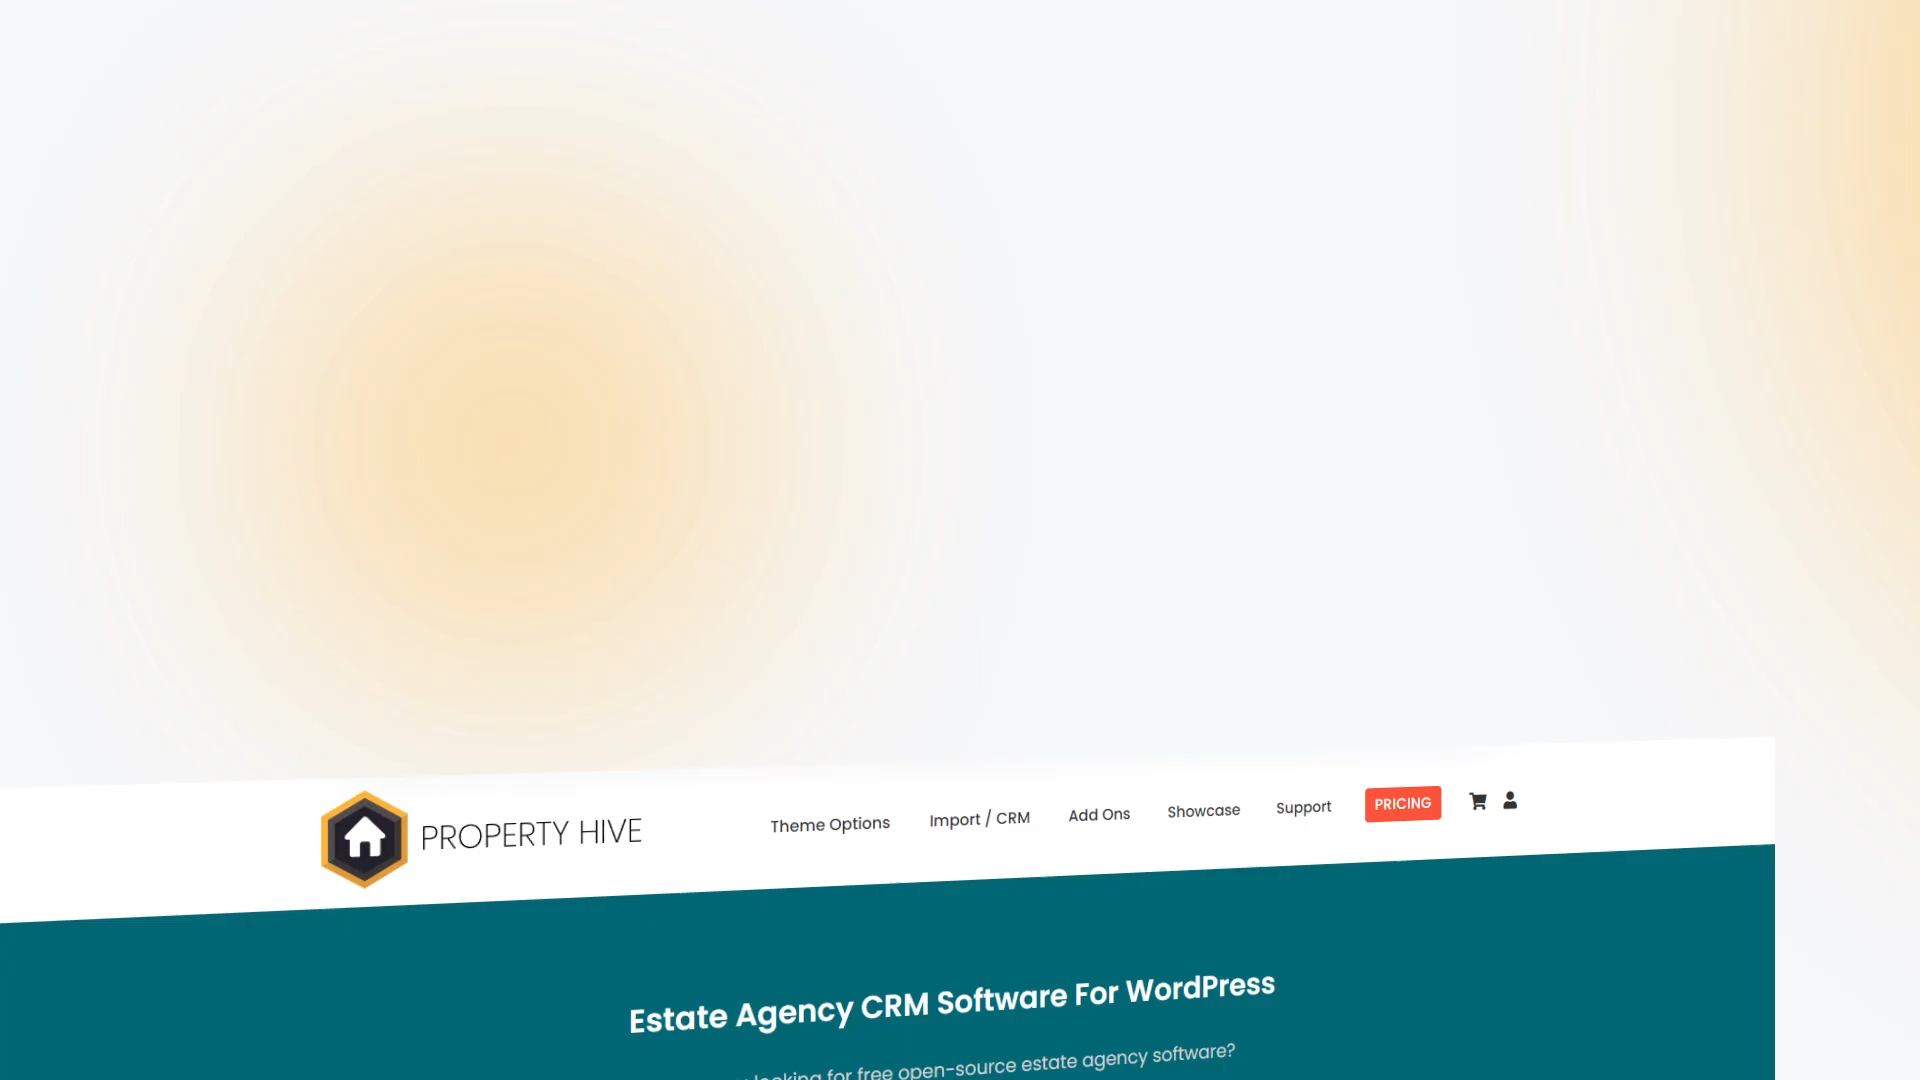 PROPERTY HIVE
Theme Options Import / CRM Add Ons Showcase Support PRICING
Estate Agency CRM Software For WordPress
looking for free open-source estate agency software?